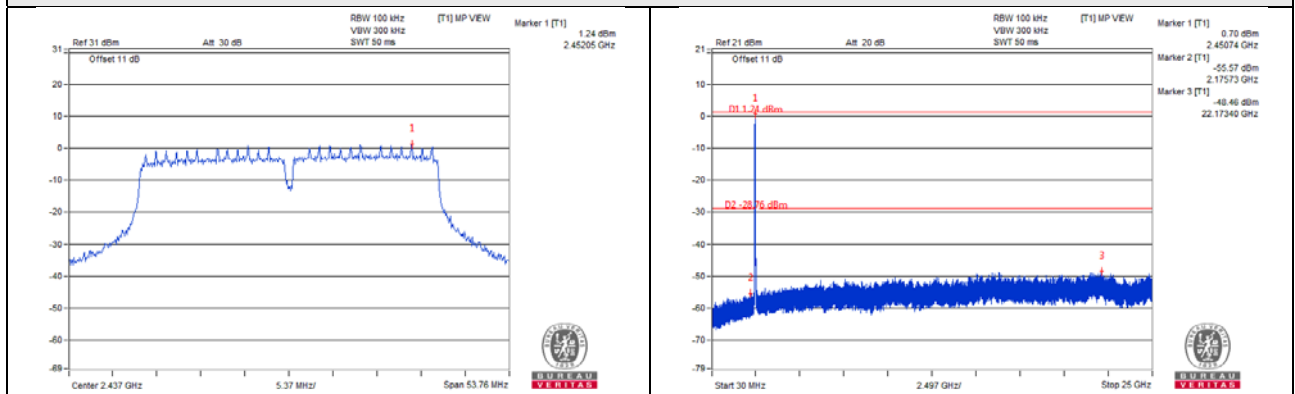 RBW 100 kHz
VBW 300 kHz
SWT 50 ms
[T1] MP VIEW
Marker 1 [T1]
1.24 dBm
2.45205 GHz
Ref 31 dBm
Att 30 dB
31
Offset 11 dB
20
10
1
0
-10
-20
-30
-40
-50
-60
-69
Center 2.437 GHz
5.37 MHz/
Span 53.76 MHz
1828
BUREAU
VERITAS
RBW 100 kHz
VBW 300 kHz
SWT 50 ms
[T1] MP VIEW
Marker 1 [T1]
0.70 dBm
2.45074 GHz
Marker 2 [T1]
-55.57 dBm
2.17573 GHz
Marker 3 [T1]
-48.46 dBm
22.17340 GHz
Ref 21 dBm
Att 20 dB
21
Offset 11 dB
10
1
D1 1.24 dBm
0
-10
-20
D2 -28.76 dBm
-30
-40
3
2
-50
-60
-70
-79
Start 30 MHz
2.497 GHz/
Stop 25 GHz
1828
BUREAU
VERITAS